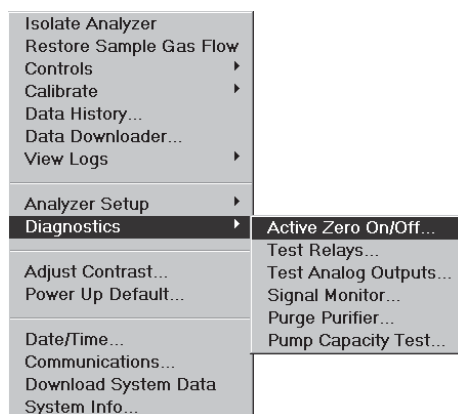 Isolate Analyzer
Restore Sample Gas Flow
Controls
Calibrate
Data History...
Data Downloader...
View Logs
Analyzer Setup
Diagnostics
Adjust Contrast...
Power Up Default...
Date/Time...
Communications...
Download System Data
System Info...
Active Zero On/Off...
Test Relays...
Test Analog Outputs...
Signal Monitor...
Purge Purifier...
Pump Capacity Test...